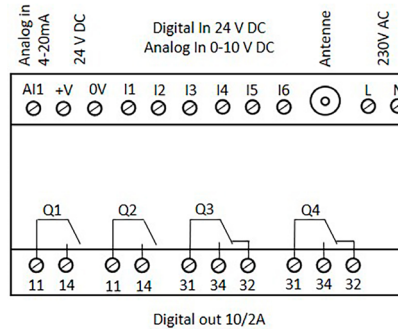 Analog in
4-20mA
24 V DC
Digital In 24 V DC
Analog In 0-10 V DC
Antenne
230V AC
AI1 +V 0V I1 I2 I3 I4 I5 I6 L N
Q1 Q2 Q3 Q4
11 14 11 14 31 34 32 31 34 32
Digital out 10/2A